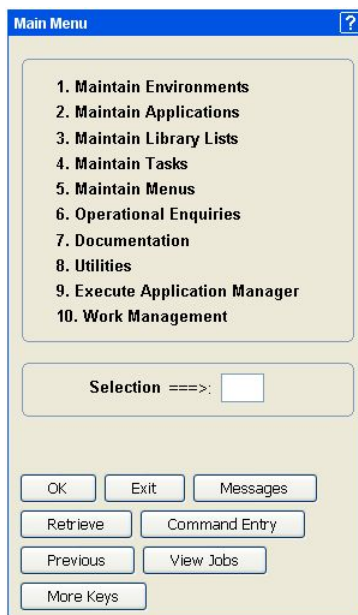 Main Menu ?
1. Maintain Environments
2. Maintain Applications
3. Maintain Library Lists
4. Maintain Tasks
5. Maintain Menus
6. Operational Enquiries
7. Documentation
8. Utilities
9. Execute Application Manager
10. Work Management
Selection ===>:
OK Exit Messages
Retrieve Command Entry
Previous View Jobs
More Keys